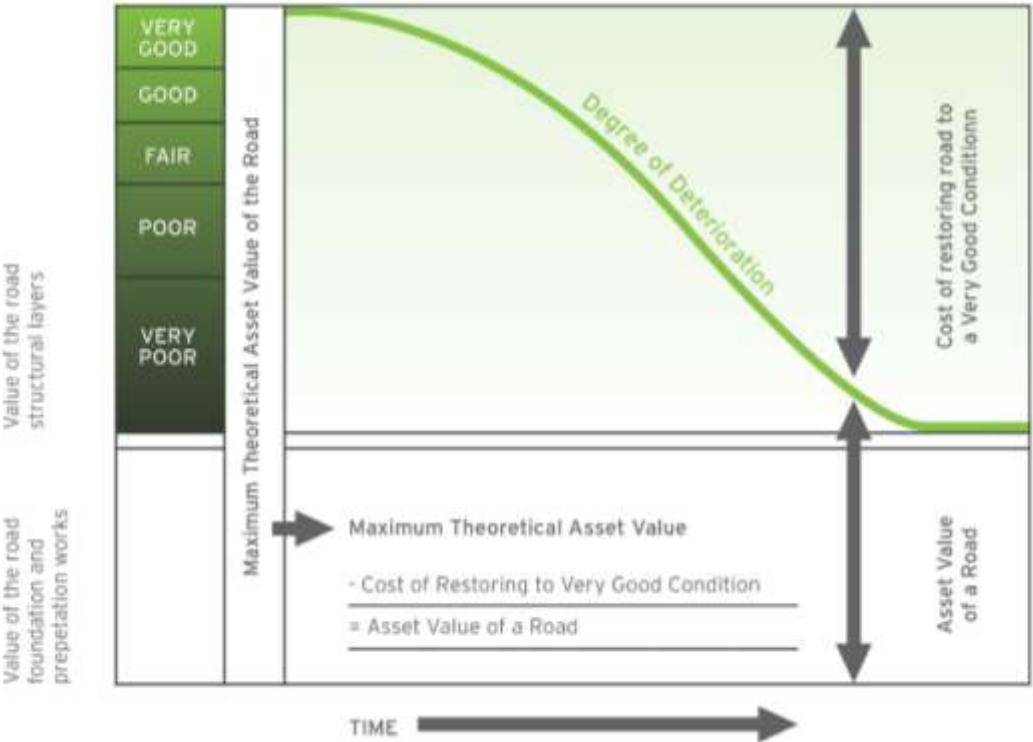 VERY
GOOD
GOOD
FAIR
POOR
VERY
POOR
Value of the road
structural layers
Value of the road
foundation and
prepetation works
Maximum Theoretical Asset Value of the Road
Degree of Deterioration
Cost of restoring road to
a Very Good Conditionn
Maximum Theoretical Asset Value
- Cost of Restoring to Very Good Condition
= Asset Value of a Road
Asset Value
of a Road
TIME